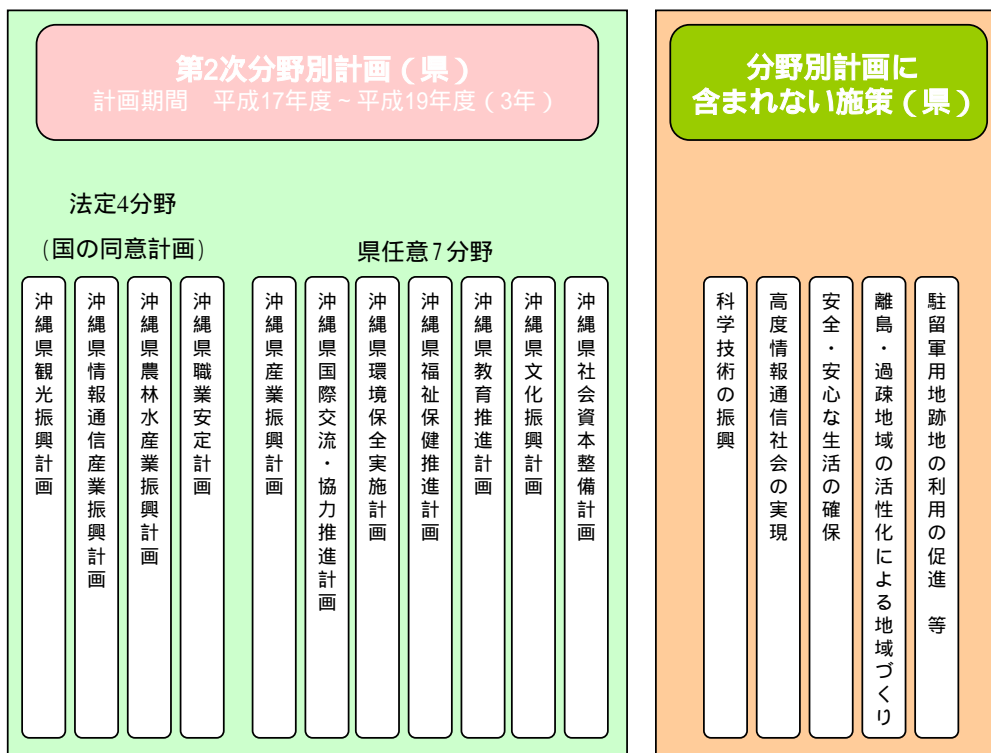 第2次分野別計画(県)
計画期間 平成17年度~平成19年度(3年)
法定4分野
(国の同意計画)
県任意7分野
沖縄県観光振興計画
沖縄県情報通信産業振興計画
沖縄県農林水産業振興計画
沖縄県職業安定計画
沖縄県産業振興計画
沖縄県国際交流・協力推進計画
沖縄県環境保全実施計画
沖縄県福祉保健推進計画
沖縄県教育推進計画
沖縄県文化振興計画
沖縄県社会資本整備計画
分野別計画に
含まれない施策(県)
科学技術の振興
高度情報通信社会の実現
安全・安心な生活の確保
離島・過疎地域の活性化による地域づくり
駐留軍用地跡地の利用の促進 等